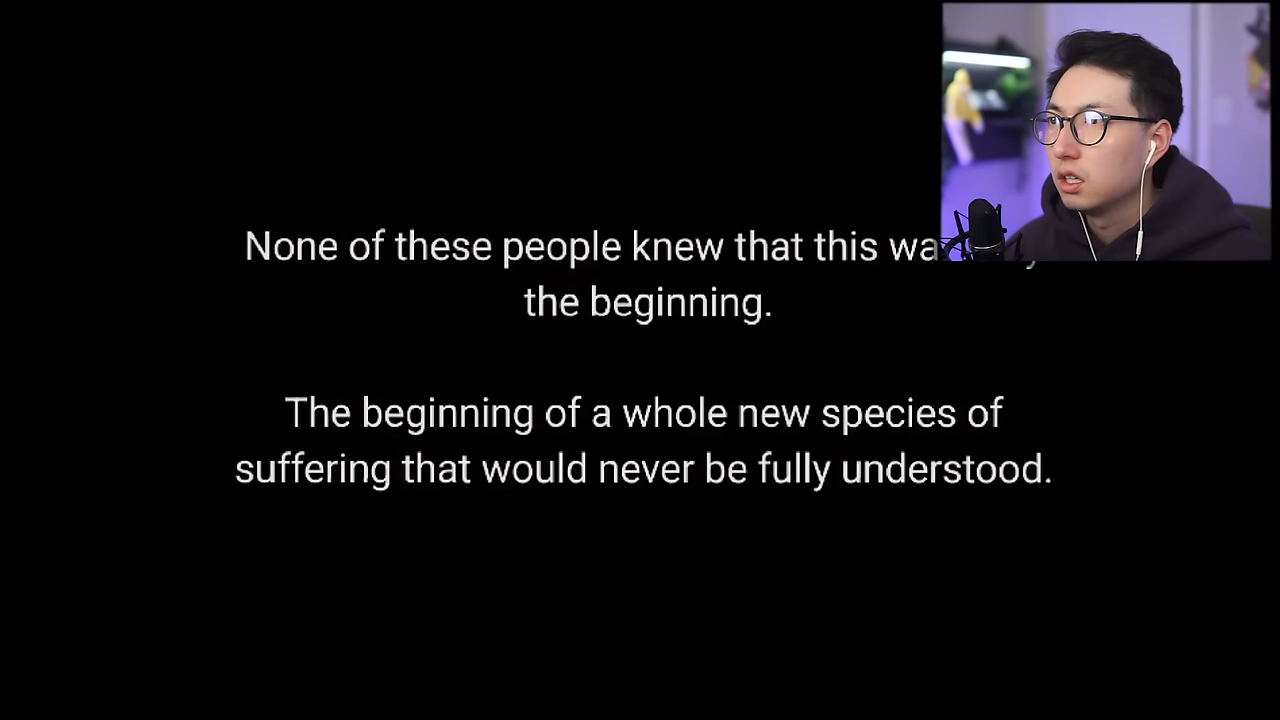 None of these people knew that this
the beginning.
The beginning of a whole new species of
suffering that would never be fully understood.